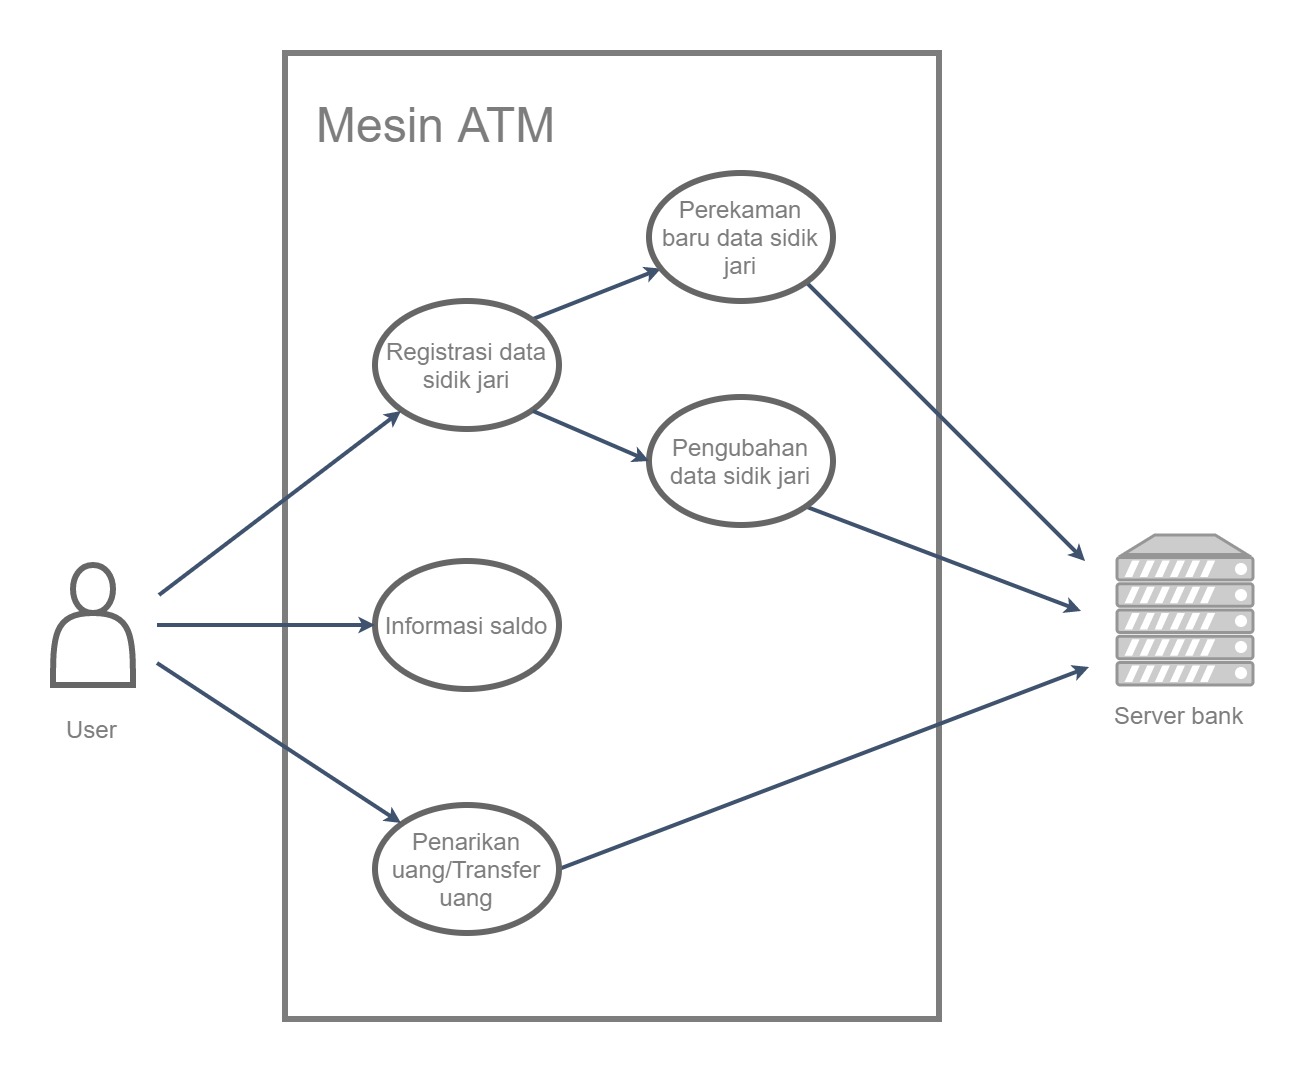 Mesin ATM
Perekaman
baru data sidik
jari
Registrasi data
sidik jari
Pengubahan
data sidik jari
Informasi saldo
User
Server bank
Penarikan
uang/Transfer
uang